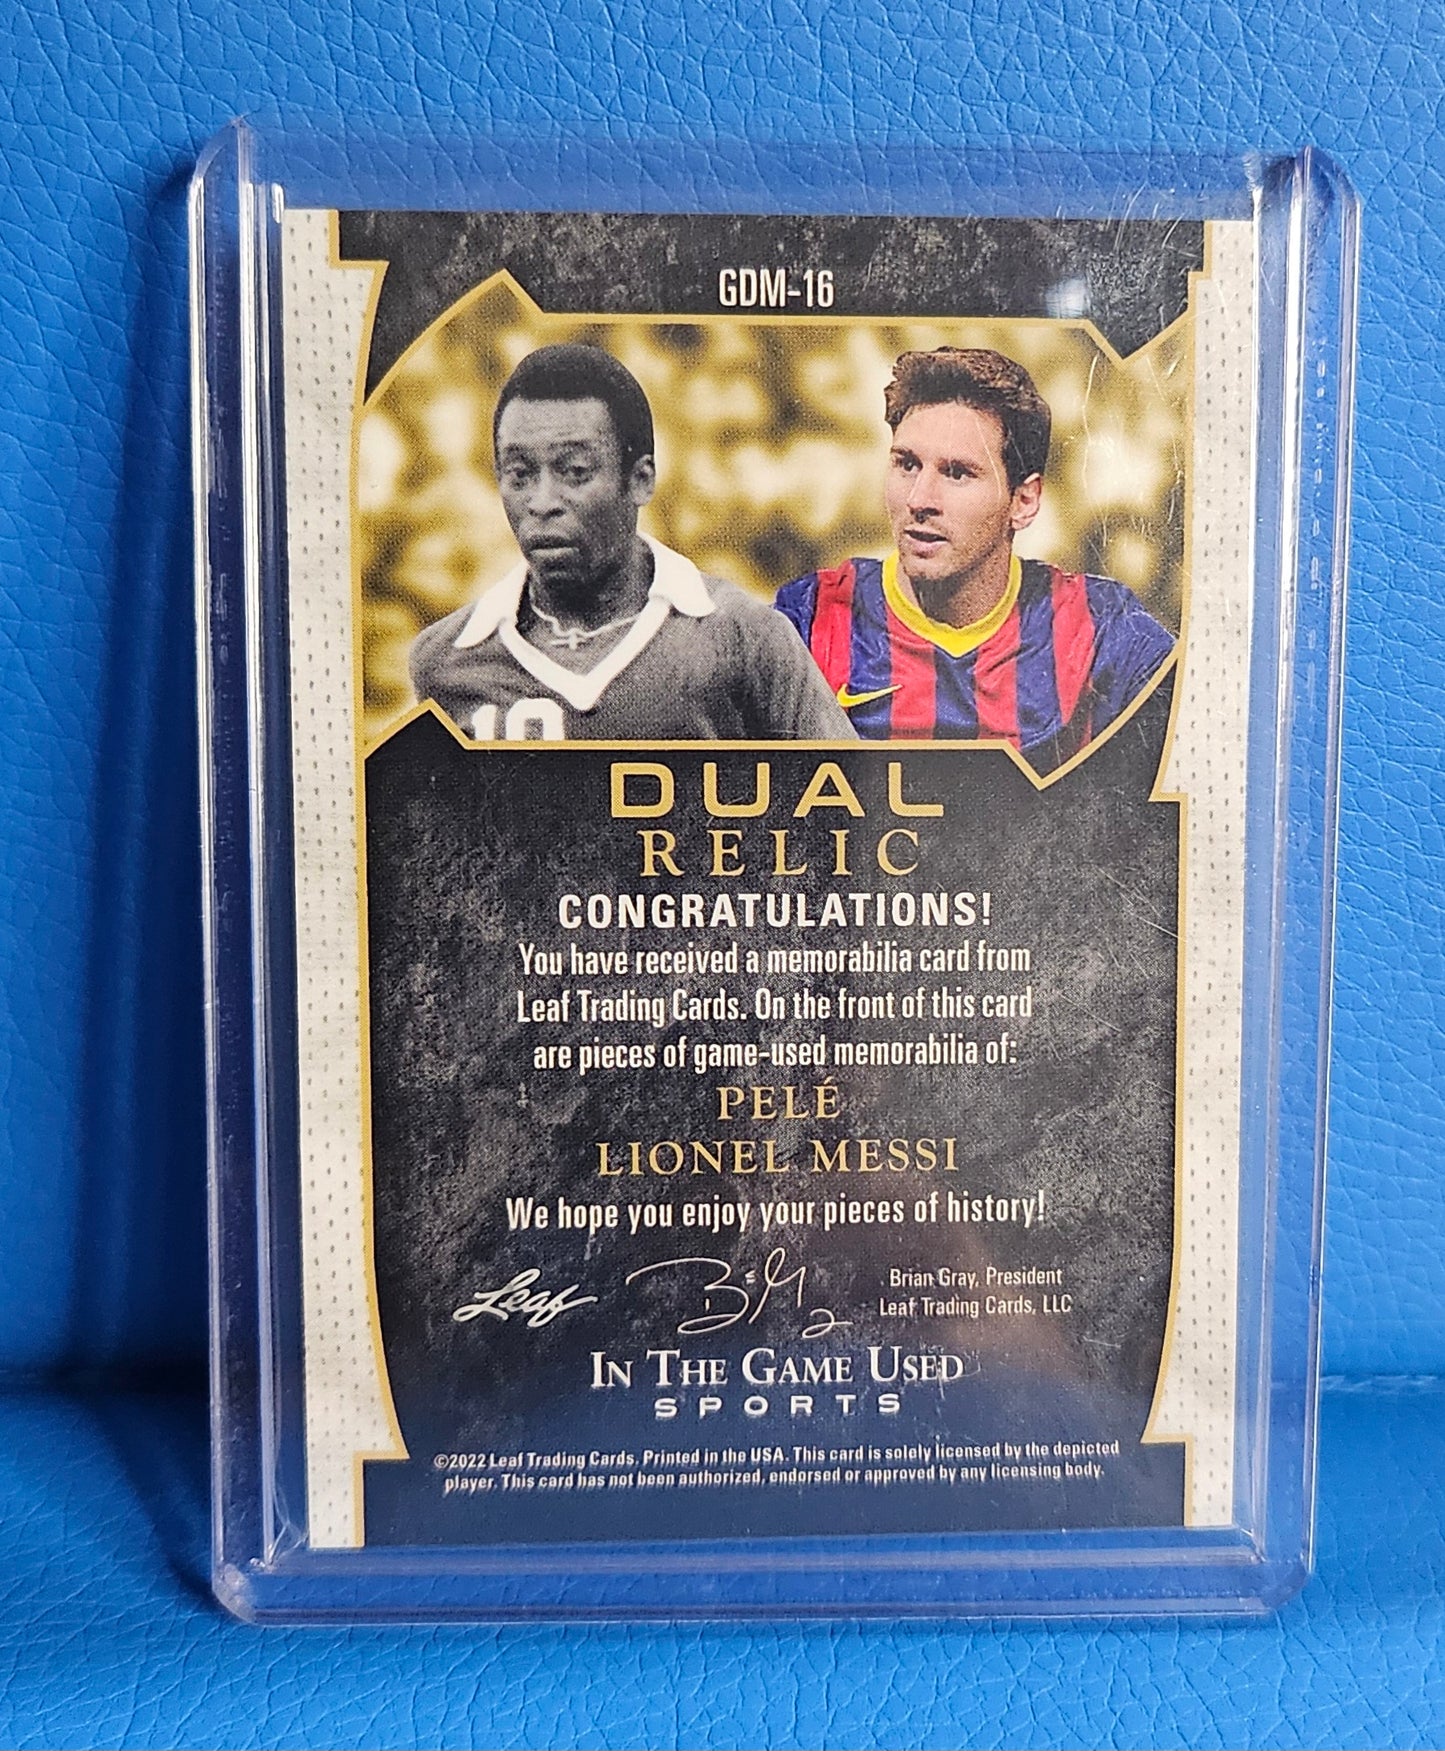 GDM-16
10
DUAL
RELIC
CONGRATULATIONS!
You have received a memorabilia card from
Leaf Trading Cards. On the front of this card
are pieces of game-used memorabilia of:
PELÉ
LIONEL MESSI
We hope you enjoy your pieces of history!
Leaf
Brian Gray, President
Leaf Trading Cards, LLC
IN THE GAME USED
SPORTS
©2022 Leaf Trading Cards. Printed in the USA. This card is solely licensed by the depicted
player. This card has not been authorized, endorsed or approved by any licensing body.